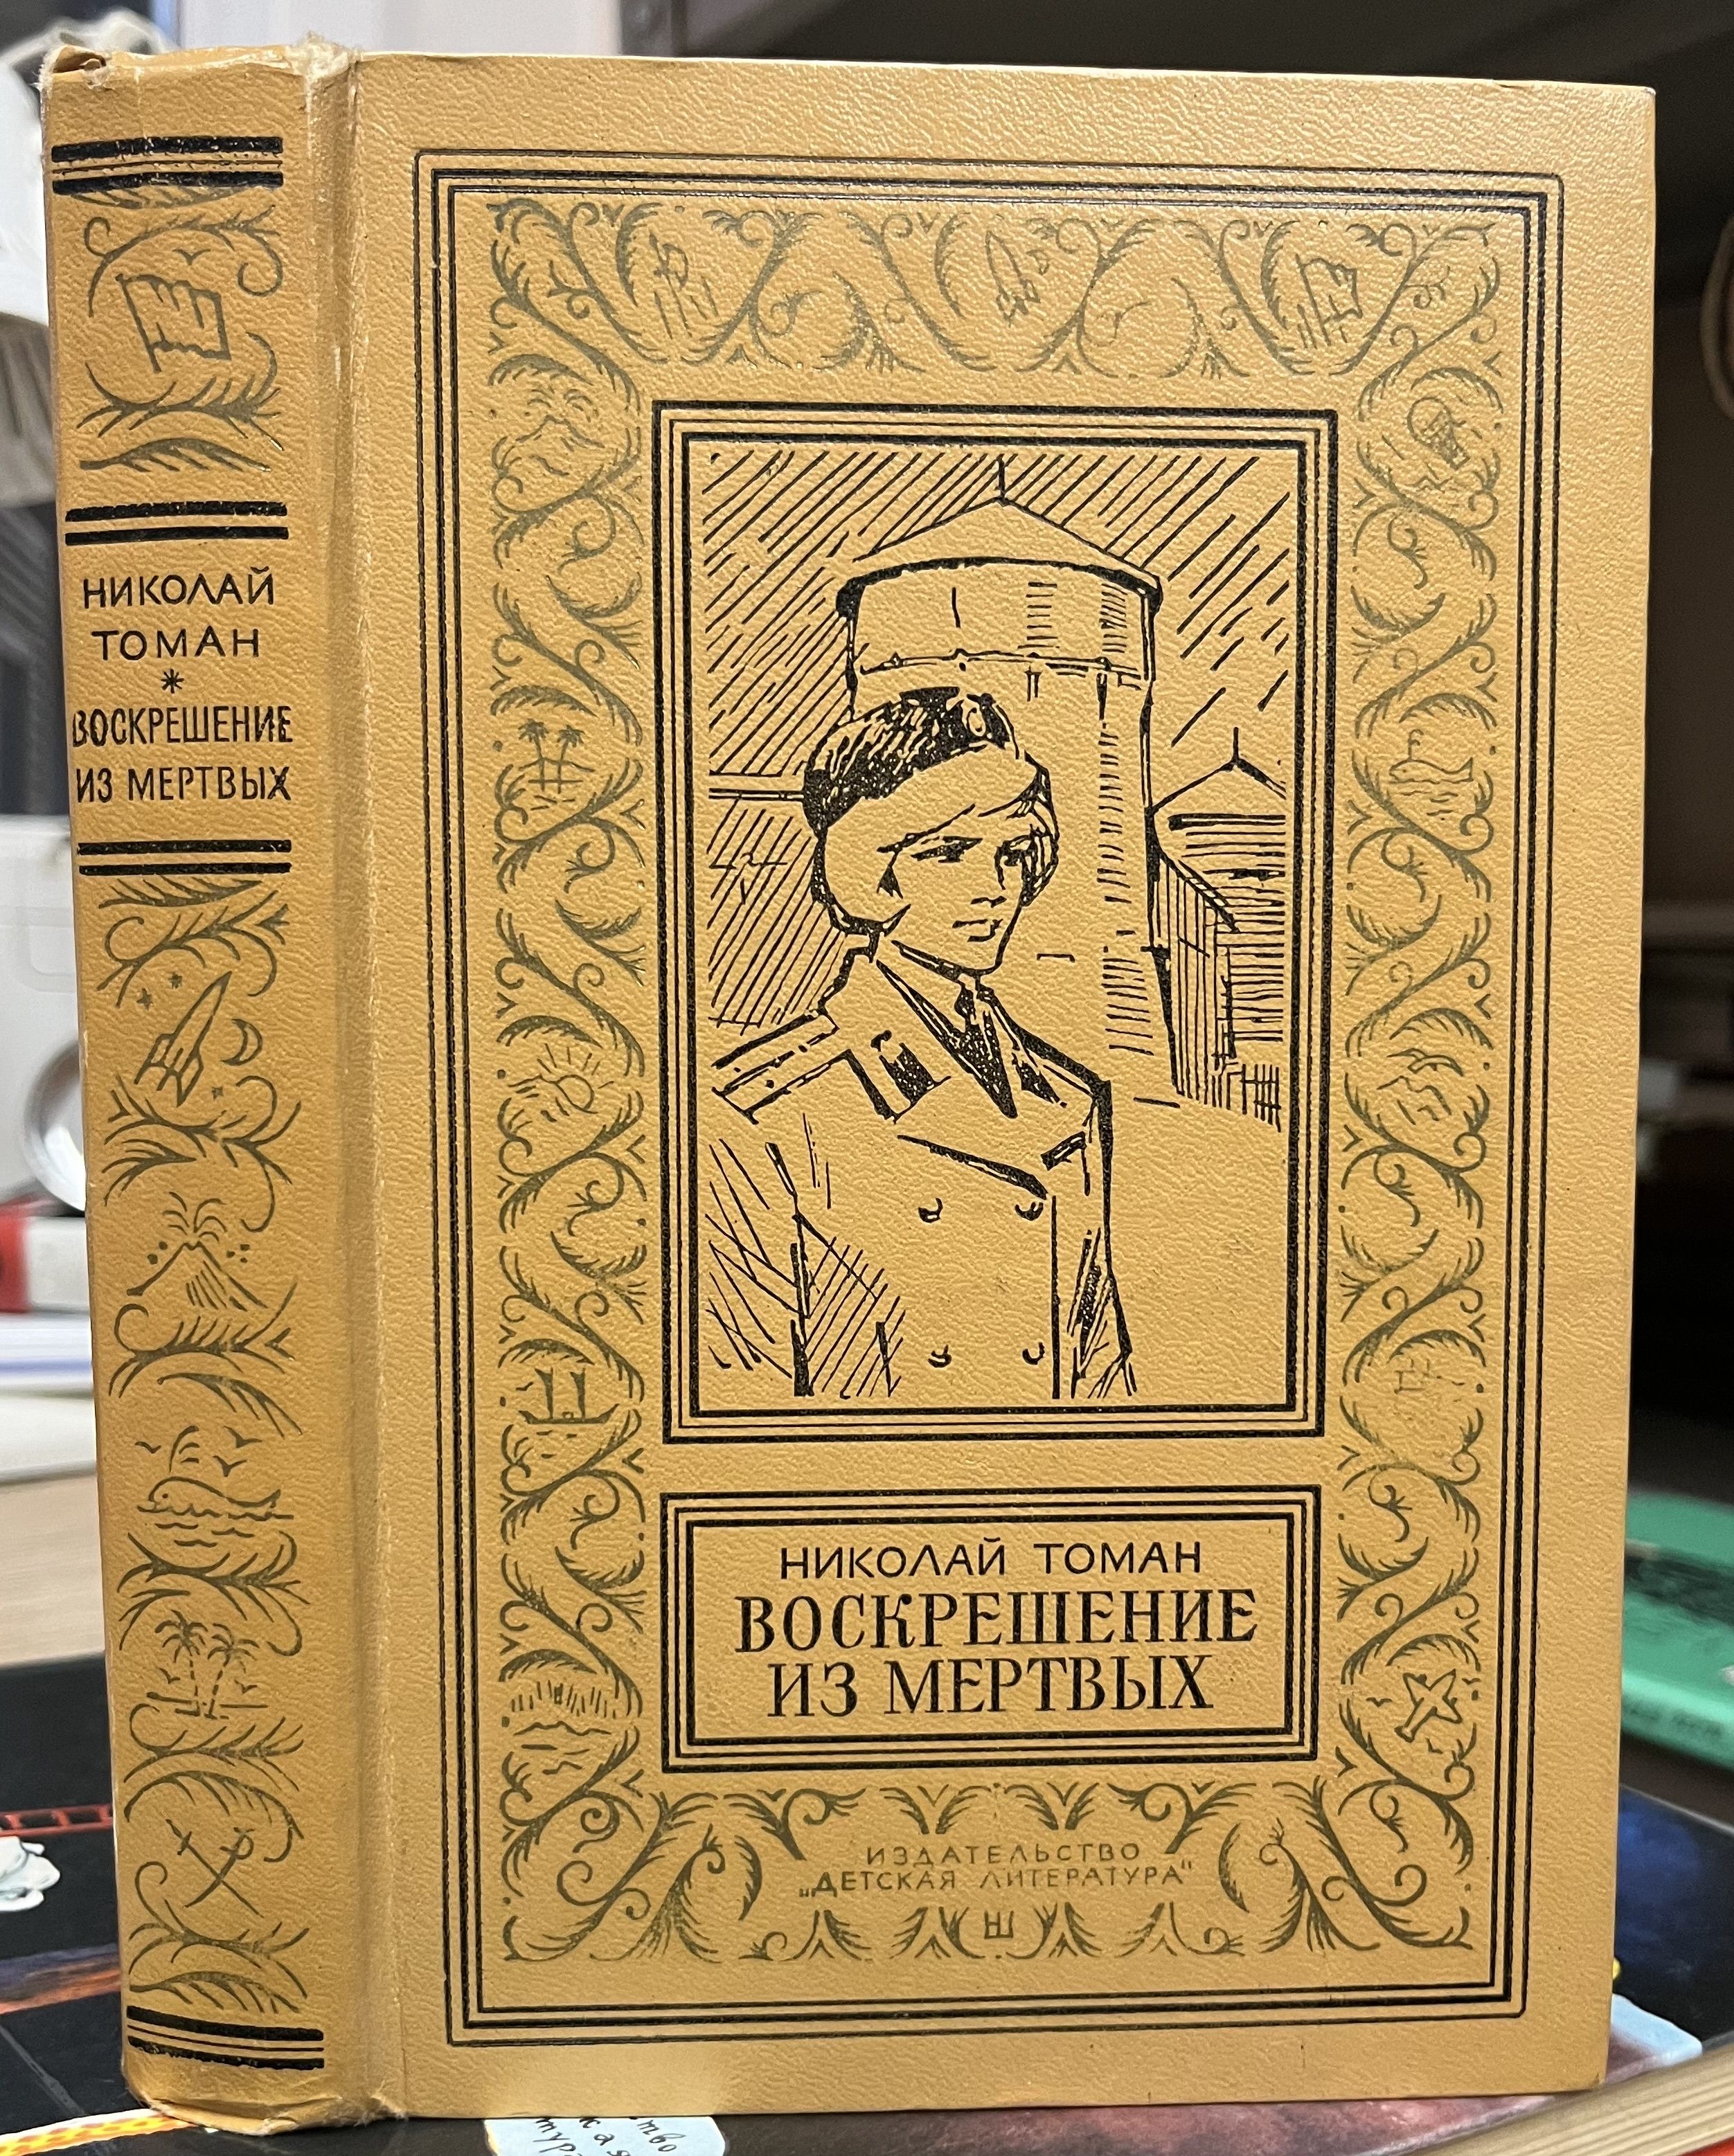 НИКОЛАЙ
ТОМАН
*
ВОСКРЕШЕНИЕ
ИЗ МЕРТВЫХ
НИКОЛАЙ ТОМАН
ВОСКРЕШЕНИЕ
ИЗ МЕРТВЫХ
ИЗДАТЕЛЬСТВО
„ДЕТСКАЯ ЛИТЕРАТУРА"